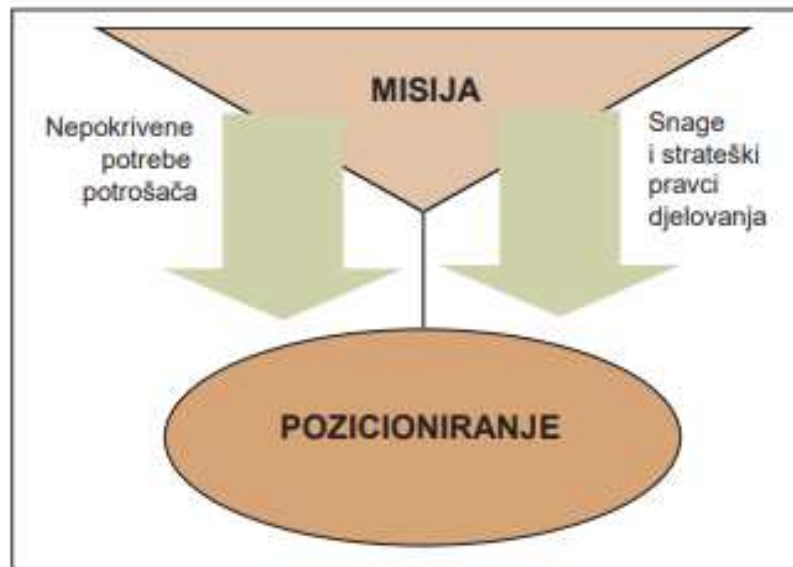 MISIJA
Nepokrivene
potrebe
potrošača
Snage
i strateški
pravci
djelovanja
POZICIONIRANJE